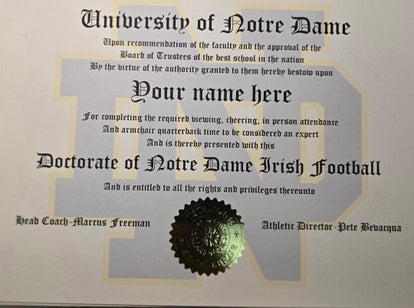 University of Notre Dame
Upon recommendation of the faculty and the approval of the
Board of Trustees of the best school in the nation
By the virtue of the authority granted to them hereby bestow upon
Your name here
For completing the required viewing, cheering, in person attendance
And armchair quarterback time to be considered an expert
And is hereby presented with this
Doctorate of Notre Dame Irish Football
And is entitled to all the rights and privileges thereunto
Head Coach-Marcus Freeman
Athletic Director-Pete Bevacqua